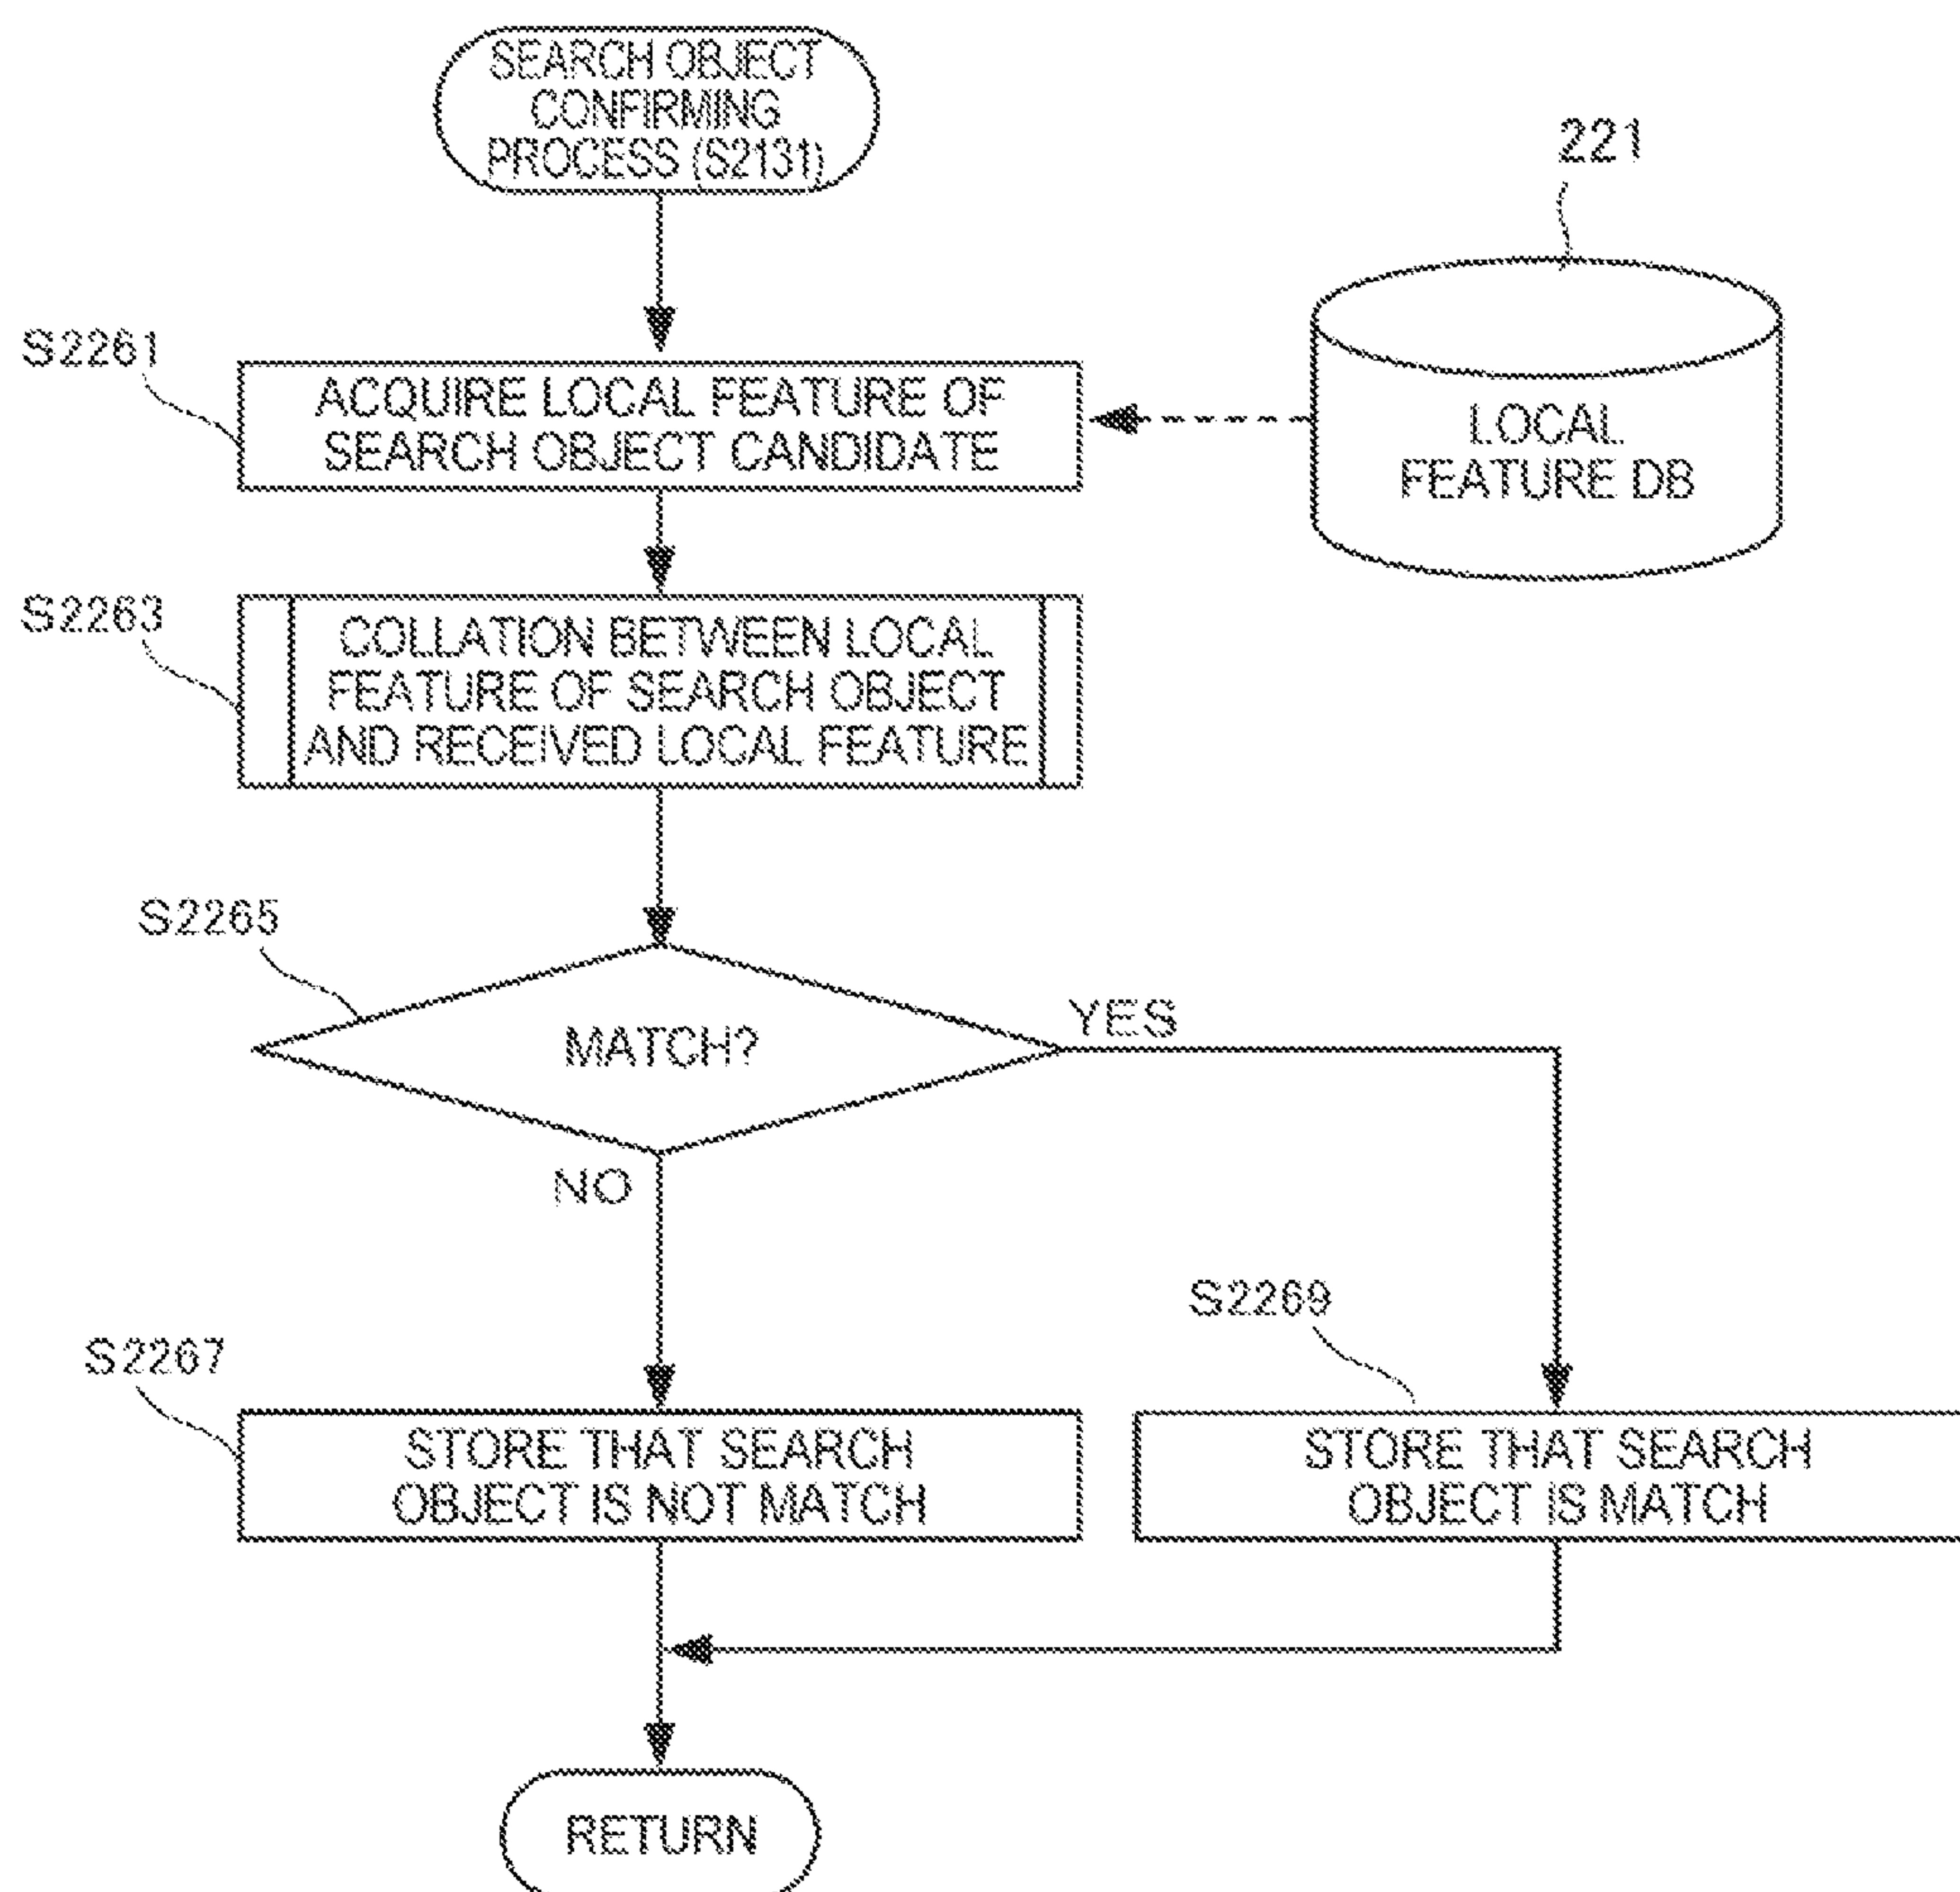 SEARCH OBJECT
CONFIRMING
PROCESS (S2131)
221
S2261
ACQUIRE LOCAL FEATURE OF
SEARCH OBJECT CANDIDATE
LOCAL
FEATURE DB
S2263
COLLATION BETWEEN LOCAL
FEATURE OF SEARCH OBJECT
AND RECEIVED LOCAL FEATURE
S2265
MATCH?
YES
NO
S2267
STORE THAT SEARCH
OBJECT IS NOT MATCH
S2269
STORE THAT SEARCH
OBJECT IS MATCH
RETURN